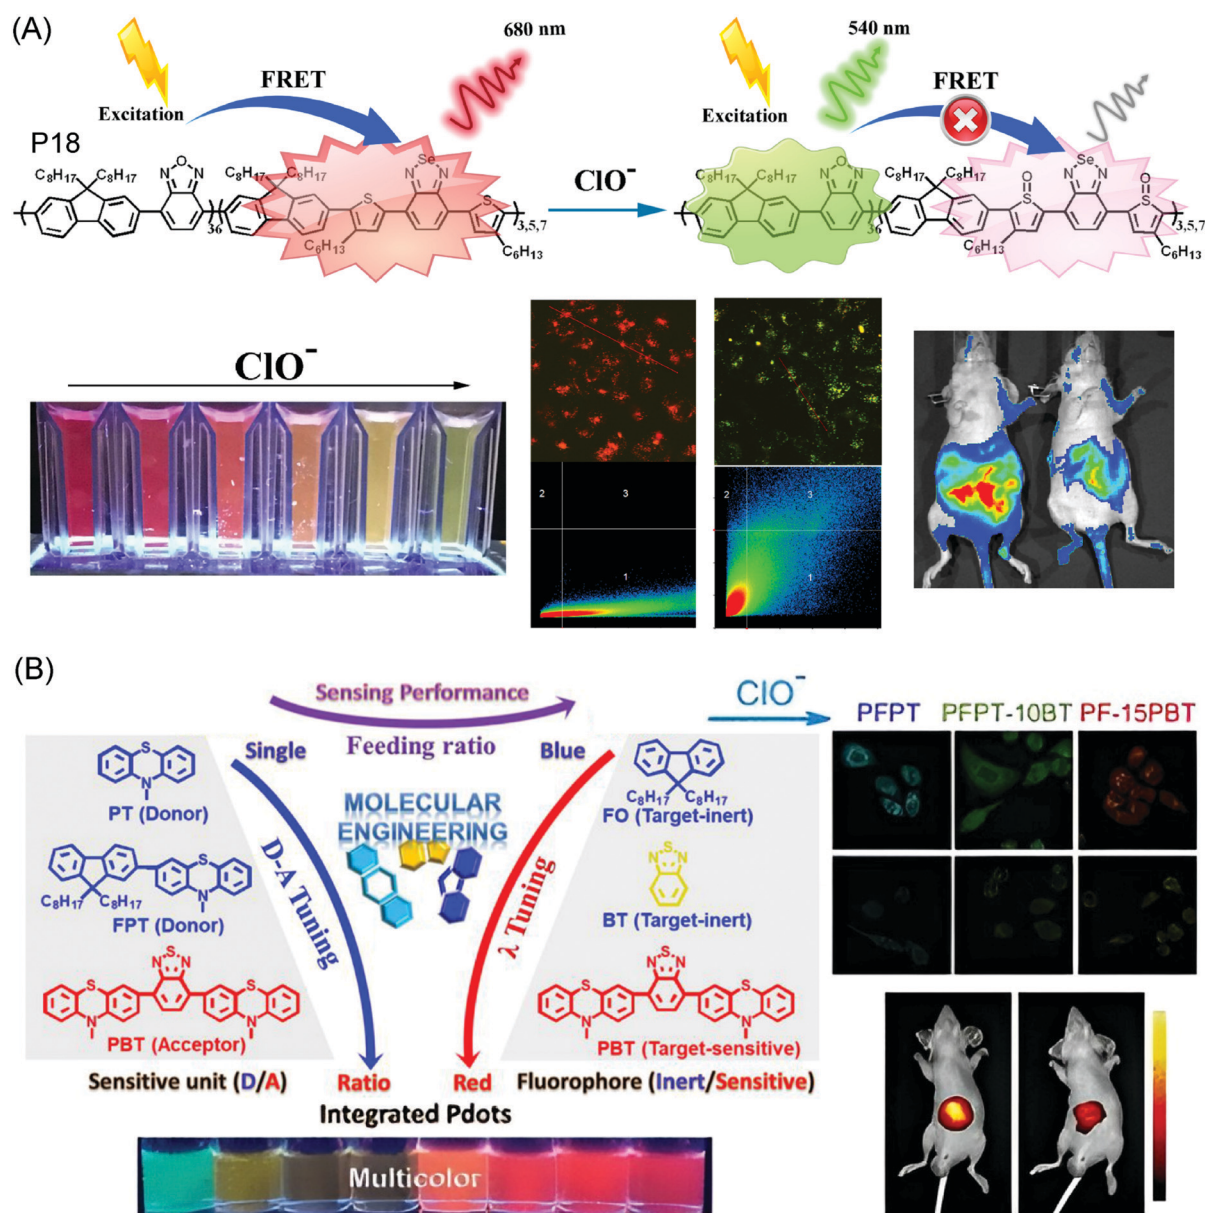 (A)
680 nm
FRET
Excitation
P18
C8H17 C8H17
N O N
N Se N
S
S
36
C6H13
C6H13
3,5,7
ClO⁻
540 nm
FRET
Excitation
C8H17 C8H17
N O N
C8H17 C8H17
N Se N
S=O
S=O
36
C6H13
C6H13
3,5,7
ClO⁻
2 3
1
2 3
1
(B)
Sensing Performance
Feeding ratio
Single
Blue
MOLECULAR
ENGINEERING
D-A Tuning
λ Tuning
S
N
PT (Donor)
S
N
C8H17 C8H17
FPT (Donor)
N S N
S
N
S
N
PBT (Acceptor)
Sensitive unit (D/A)
C8H17 C8H17
FO (Target-inert)
N S N
BT (Target-inert)
N S N
S
N
S
N
PBT (Target-sensitive)
Fluorophore (Inert/Sensitive)
Ratio
Red
Integrated Pdots
Multicolor
ClO⁻
PFPT PFPT-10BT PF-15PBT